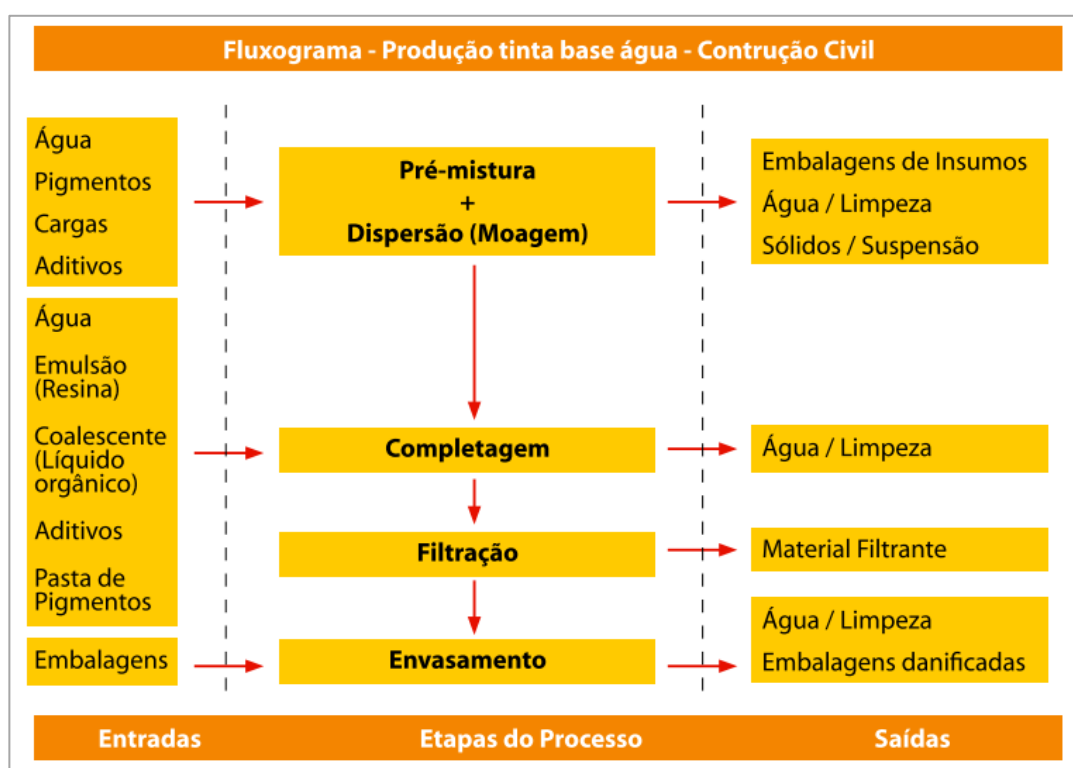 Fluxograma - Produção tinta base água - Contrução Civil
Água
Pigmentos
Cargas
Aditivos
Pré-mistura
+
Dispersão (Moagem)
Embalagens de Insumos
Água / Limpeza
Sólidos / Suspensão
Água
Emulsão
(Resina)
Coalescente
(Líquido
orgânico)
Aditivos
Pasta de
Pigmentos
Completagem
Água / Limpeza
Filtração
Material Filtrante
Embalagens
Envasamento
Água / Limpeza
Embalagens danificadas
Entradas
Etapas do Processo
Saídas